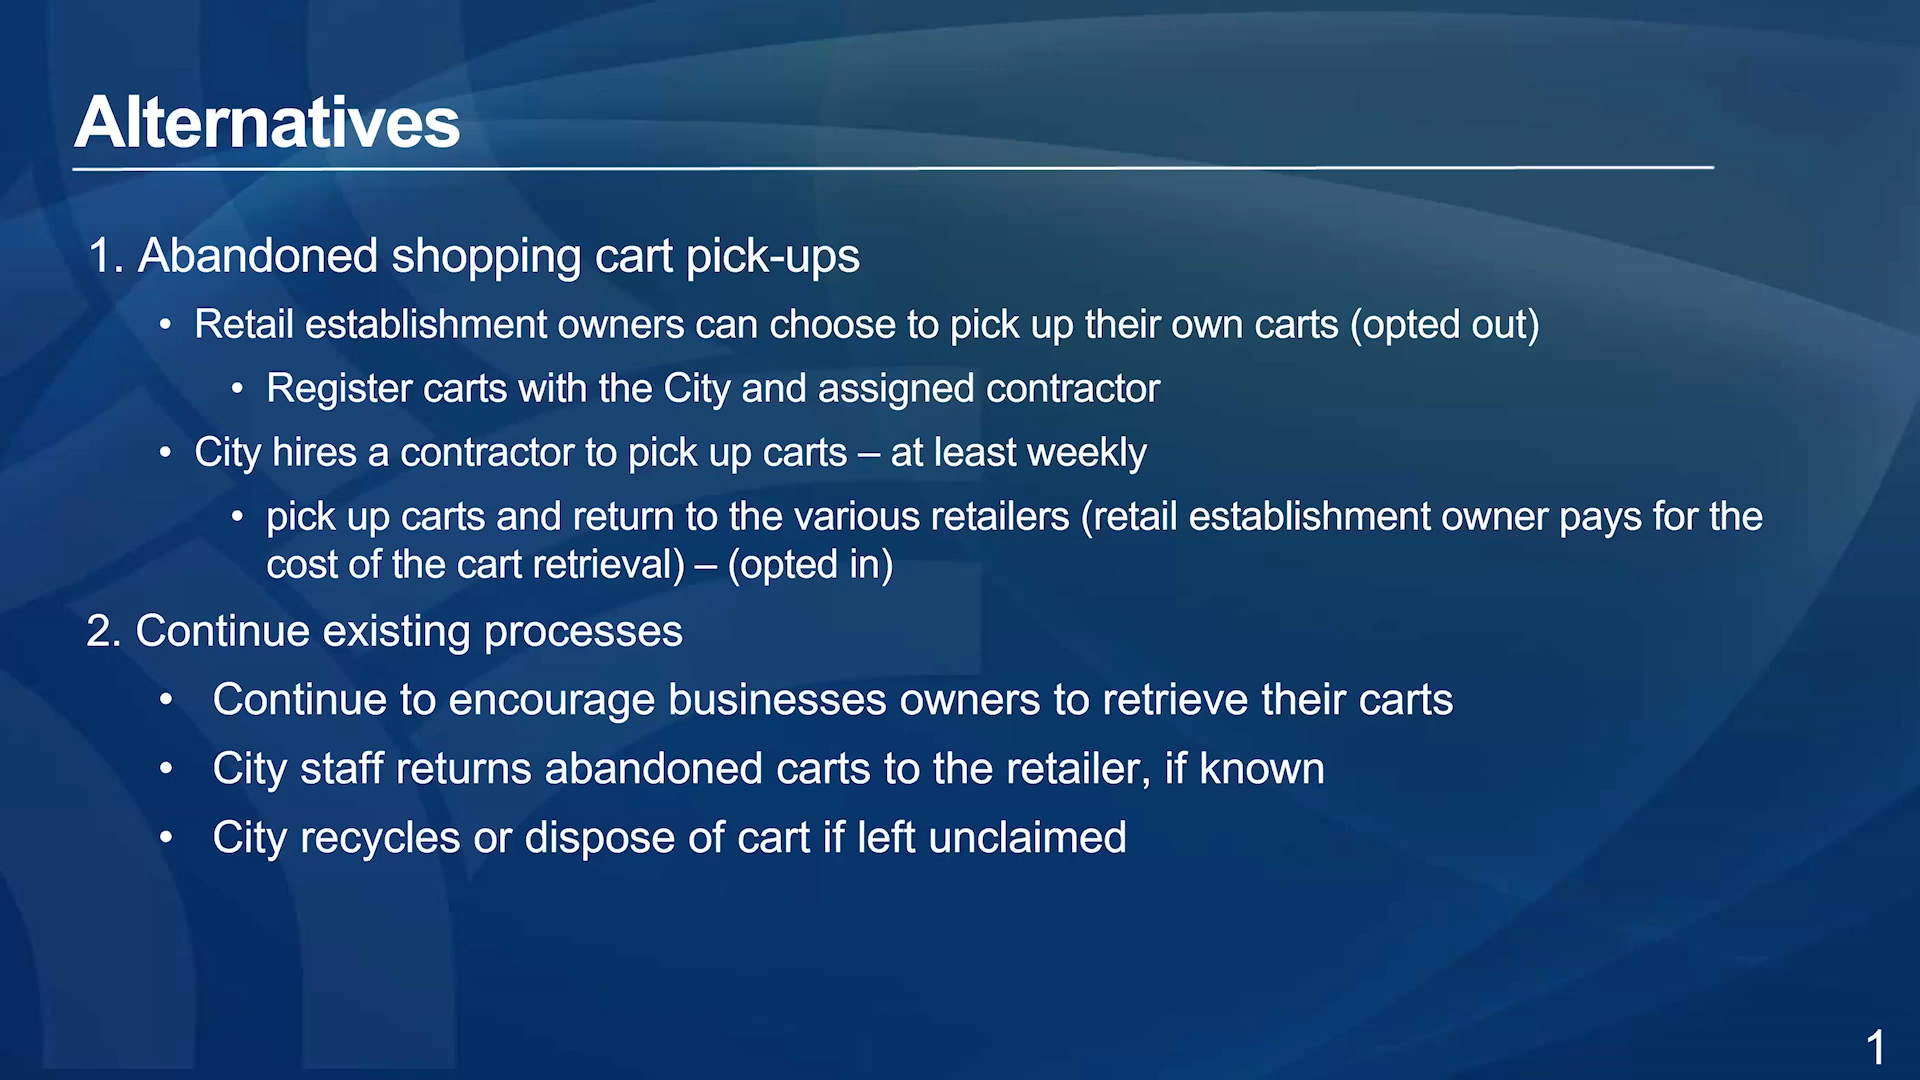 Alternatives
1. Abandoned shopping cart pick-ups
• Retail establishment owners can choose to pick up their own carts (opted out)
• Register carts with the City and assigned contractor
• City hires a contractor to pick up carts – at least weekly
• pick up carts and return to the various retailers (retail establishment owner pays for the
cost of the cart retrieval) – (opted in)
2. Continue existing processes
• Continue to encourage businesses owners to retrieve their carts
• City staff returns abandoned carts to the retailer, if known
• City recycles or dispose of cart if left unclaimed
1